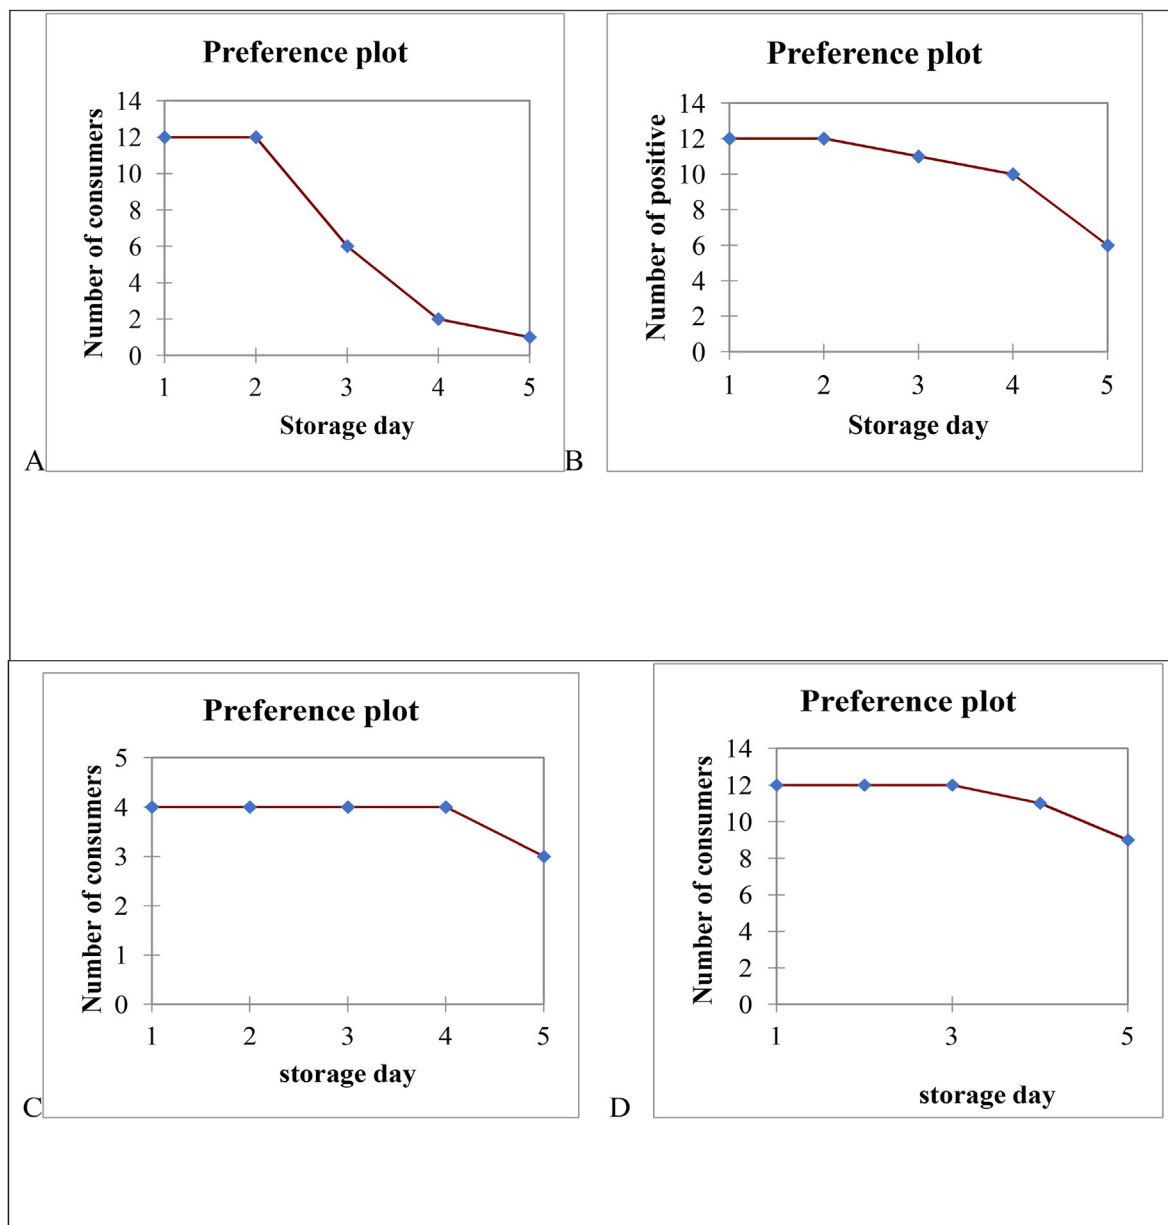 Preference plot
Number of consumers
14
12
10
8
6
4
2
0
1 2 3 4 5
Storage day
A
Preference plot
Number of positive
14
12
10
8
6
4
2
0
1 2 3 4 5
Storage day
B
Preference plot
Number of consumers
5
4
3
2
1
0
1 2 3 4 5
storage day
C
Preference plot
Number of consumers
14
12
10
8
6
4
2
0
1 3 5
storage day
D